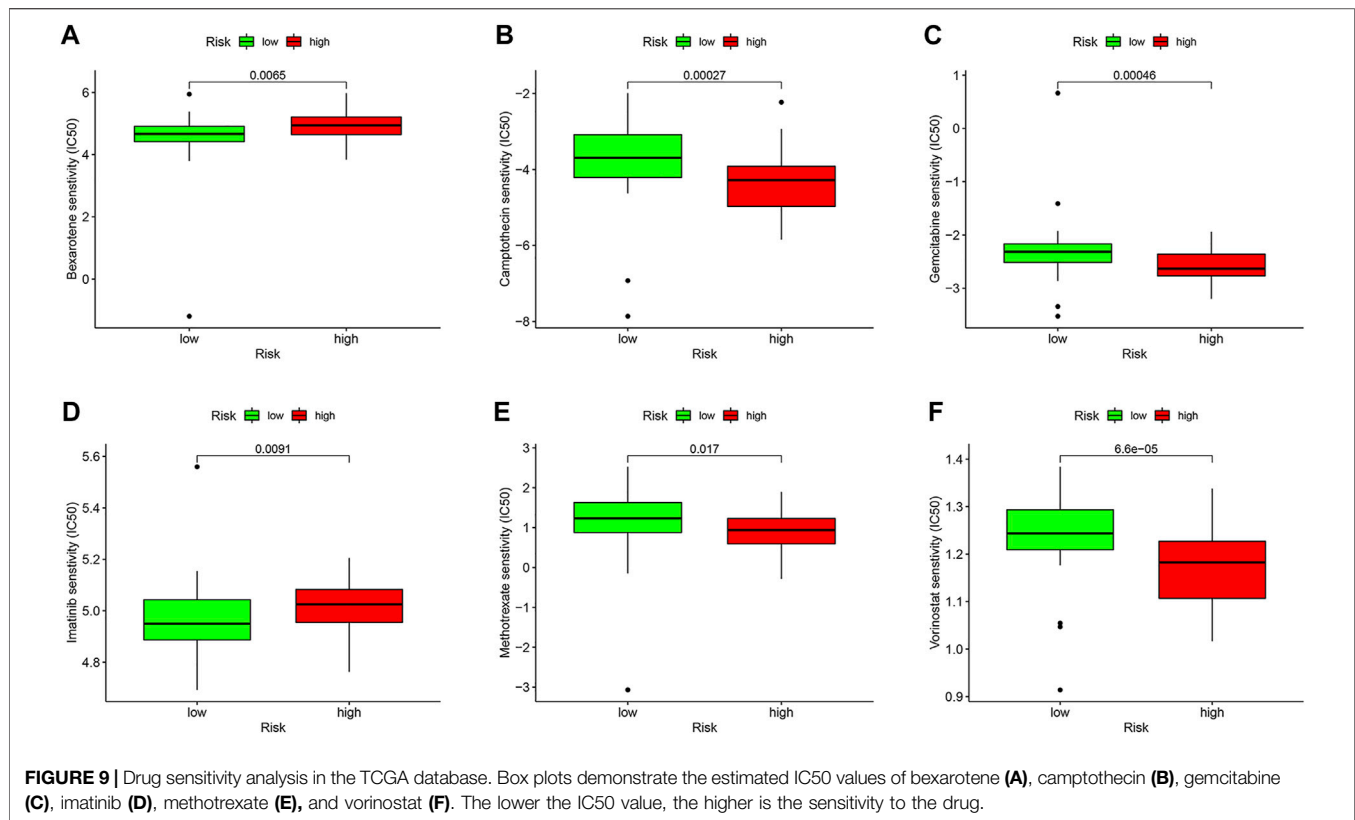 A
Risk low high
0.0065
6
4
2
0
Bexarotene senstivity (IC50)
low high
Risk
B
Risk low high
0.00027
−2
−4
−6
−8
Camptothecin senstivity (IC50)
low high
Risk
C
Risk low high
0.00046
1
0
−1
−2
−3
Gemcitabine senstivity (IC50)
low high
Risk
D
Risk low high
0.0091
5.6
5.4
5.2
5.0
4.8
Imatinib senstivity (IC50)
low high
Risk
E
Risk low high
0.017
3
2
1
0
−1
−2
−3
Methotrexate senstivity (IC50)
low high
Risk
F
Risk low high
6.6e−05
1.4
1.3
1.2
1.1
1.0
0.9
Vorinostat senstivity (IC50)
low high
Risk
FIGURE 9 | Drug sensitivity analysis in the TCGA database. Box plots demonstrate the estimated IC50 values of bexarotene (A), camptothecin (B), gemcitabine
(C), imatinib (D), methotrexate (E), and vorinostat (F). The lower the IC50 value, the higher is the sensitivity to the drug.